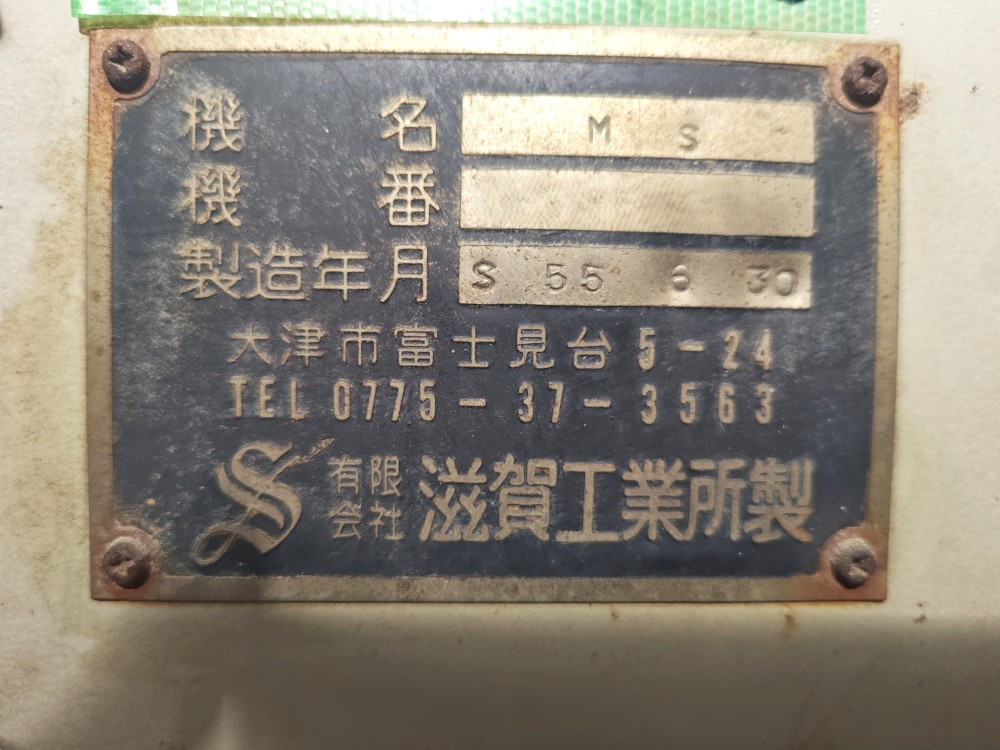 機名 M S
機番
製造年月 S 55 6 30
大津市富士見台5-24
TEL 0775-37-3563
S 有限会社 滋賀工業所製